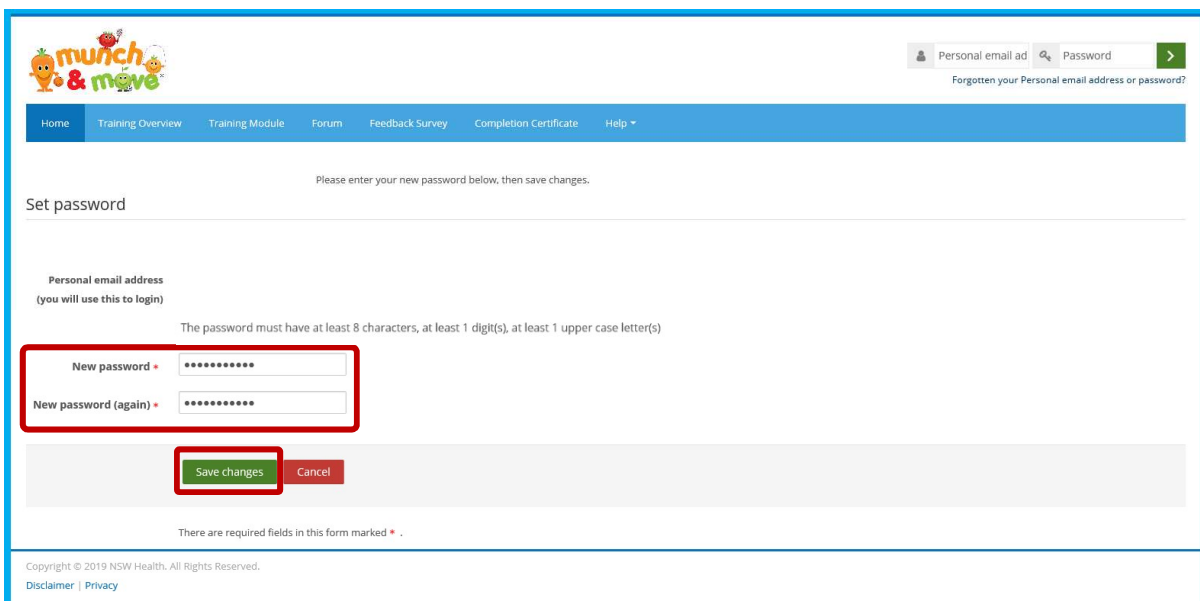 munch
& move
Personal email ad Password
Forgotten your Personal email address or password?
Home Training Overview Training Module Forum Feedback Survey Completion Certificate Help
Please enter your new password below, then save changes.
Set password
Personal email address
(you will use this to login)
The password must have at least 8 characters, at least 1 digit(s), at least 1 upper case letter(s)
New password * •••••••••••
New password (again) * •••••••••••
Save changes Cancel
There are required fields in this form marked * .
Copyright © 2019 NSW Health. All Rights Reserved.
Disclaimer | Privacy